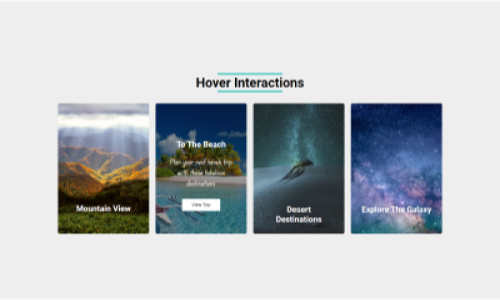 Hover Interactions
Mountain View
To The Beach
Plan your next beach trip
with these fabulous
destinations
View Trip
Desert
Destinations
Explore The Galaxy